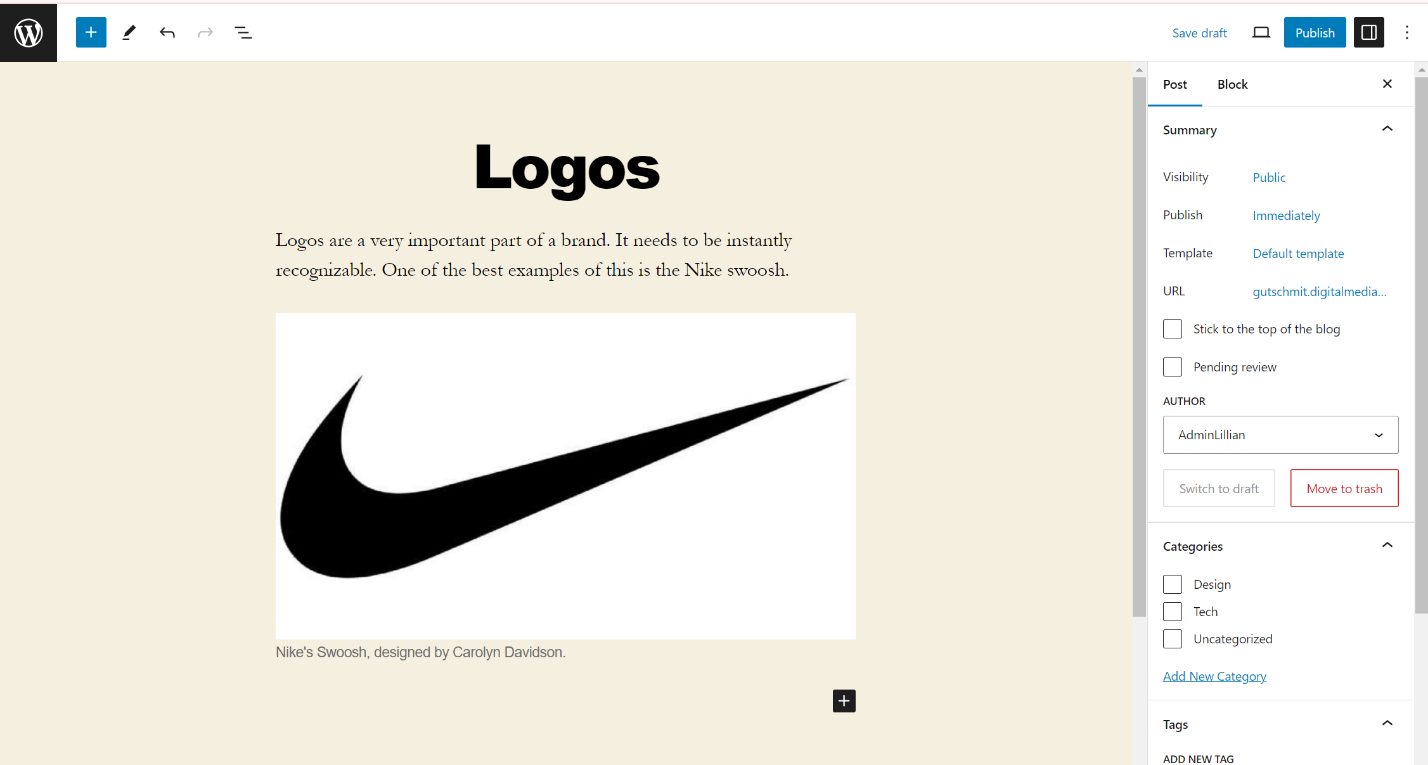 Save draft
Publish
Post
Block
Summary
Visibility
Public
Publish
Immediately
Template
Default template
URL
gutschmit.digitalmedia...
Stick to the top of the blog
Pending review
AUTHOR
AdminLillian
Switch to draft
Move to trash
Categories
Design
Tech
Uncategorized
Add New Category
Tags
ADD NEW TAG
Logos
Logos are a very important part of a brand. It needs to be instantly
recognizable. One of the best examples of this is the Nike swoosh.
Nike's Swoosh, designed by Carolyn Davidson.